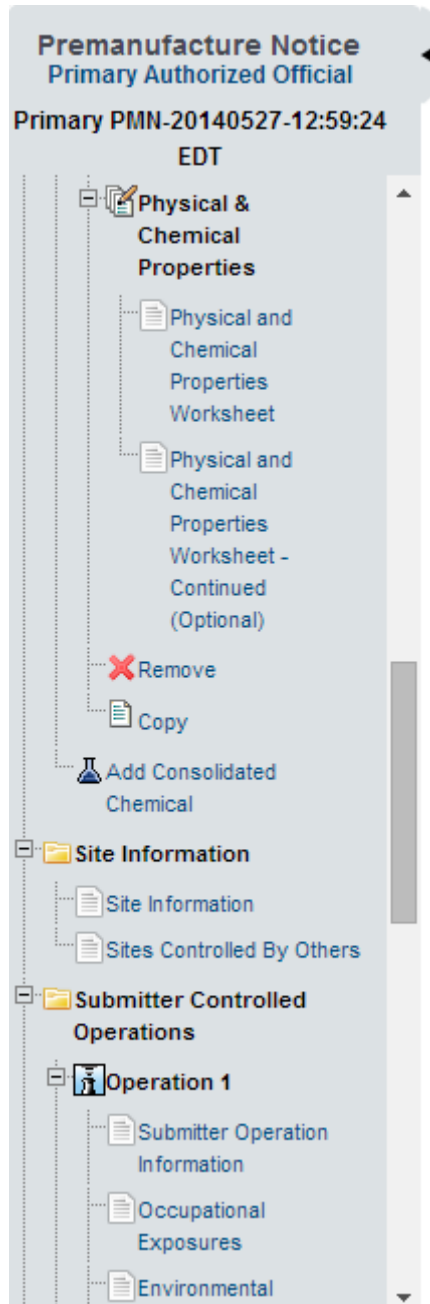 Premanufacture Notice
Primary Authorized Official
Primary PMN-20140527-12:59:24
EDT
Physical &
Chemical
Properties
Physical and
Chemical
Properties
Worksheet
Physical and
Chemical
Properties
Worksheet -
Continued
(Optional)
Remove
Copy
Add Consolidated
Chemical
Site Information
Site Information
Sites Controlled By Others
Submitter Controlled
Operations
Operation 1
Submitter Operation
Information
Occupational
Exposures
Environmental